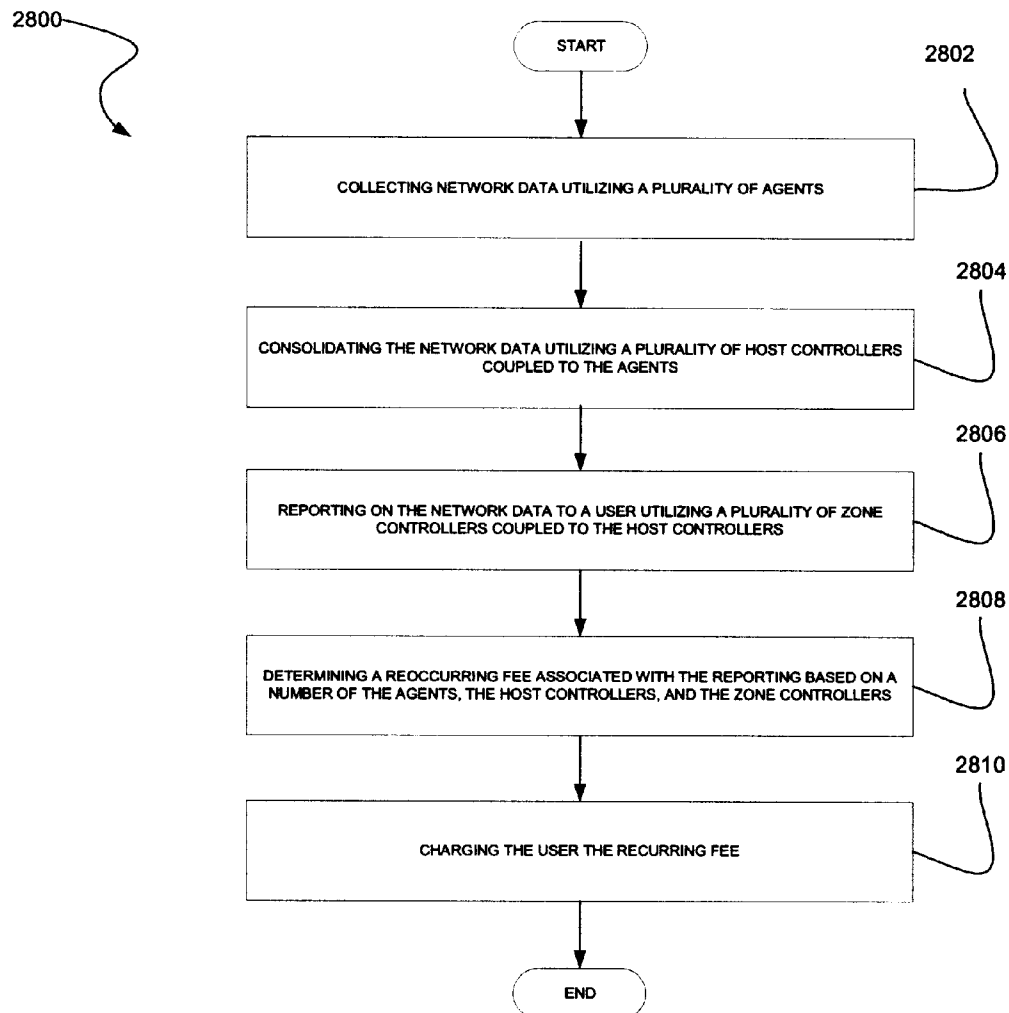 2800
START
2802
COLLECTING NETWORK DATA UTILIZING A PLURALITY OF AGENTS
2804
CONSOLIDATING THE NETWORK DATA UTILIZING A PLURALITY OF HOST CONTROLLERS
COUPLED TO THE AGENTS
2806
REPORTING ON THE NETWORK DATA TO A USER UTILIZING A PLURALITY OF ZONE
CONTROLLERS COUPLED TO THE HOST CONTROLLERS
2808
DETERMINING A REOCCURRING FEE ASSOCIATED WITH THE REPORTING BASED ON A
NUMBER OF THE AGENTS, THE HOST CONTROLLERS, AND THE ZONE CONTROLLERS
2810
CHARGING THE USER THE RECURRING FEE
END